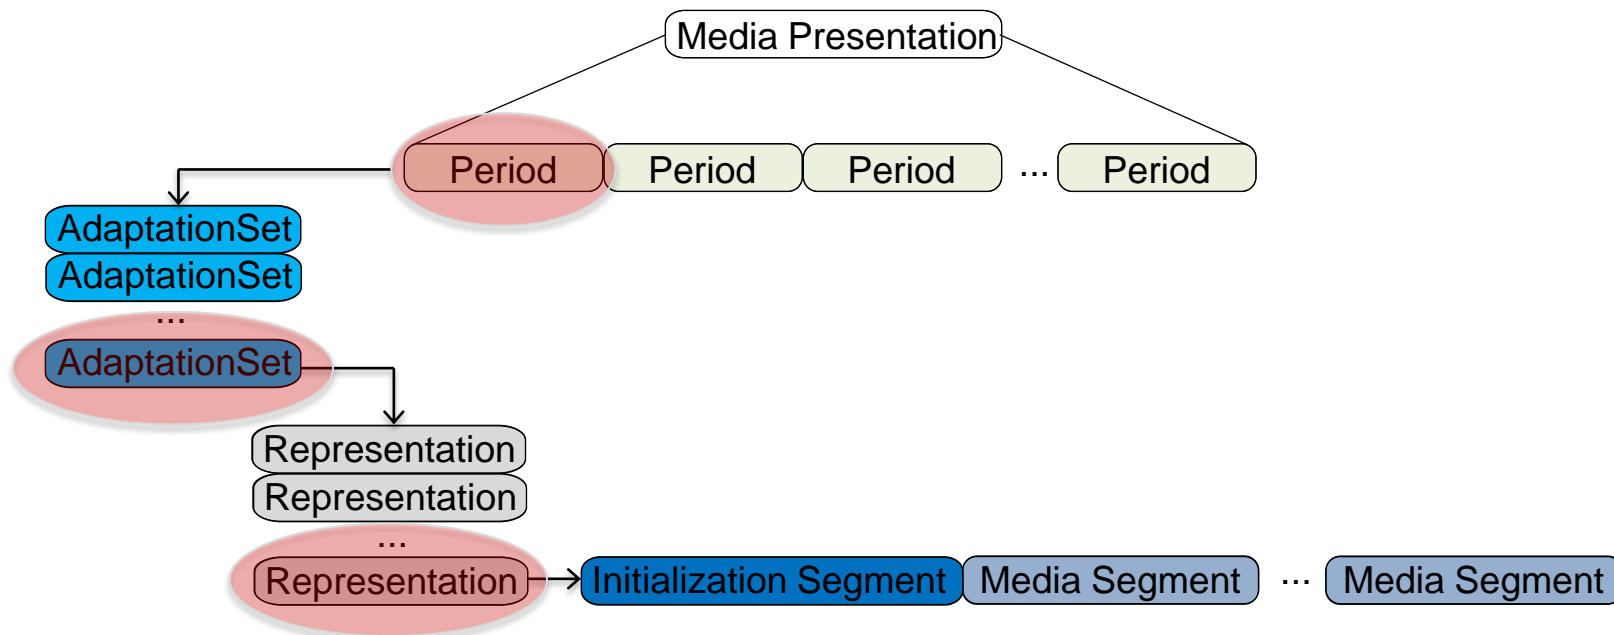 Media Presentation
Period Period Period ... Period
AdaptationSet
AdaptationSet
...
AdaptationSet
Representation
Representation
...
Representation Initialization Segment Media Segment ... Media Segment